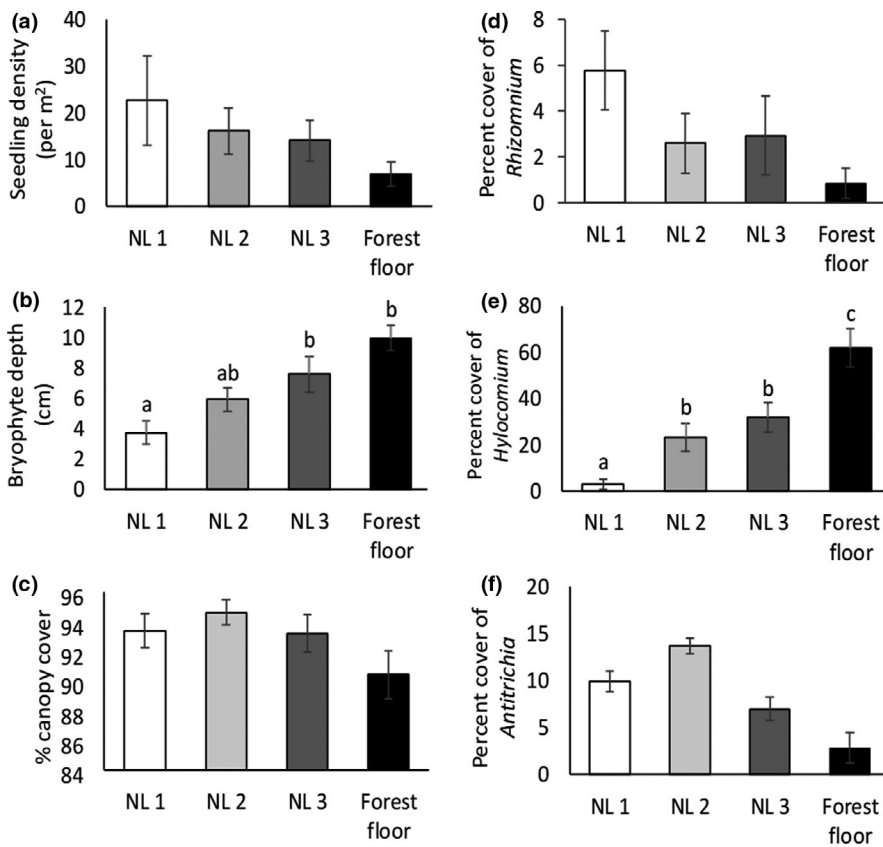 (a)
Seedling density
(per m²)
40
30
20
10
0
NL 1 NL 2 NL 3 Forest
floor
(b)
Bryophyte depth
(cm)
12
10
8
6
4
2
0
a ab b b
NL 1 NL 2 NL 3 Forest
floor
(c)
% canopy cover
96
94
92
90
88
86
84
NL 1 NL 2 NL 3 Forest
floor
(d)
Percent cover of
Rhizomnium
8
6
4
2
0
NL 1 NL 2 NL 3 Forest
floor
(e)
Percent cover of
Hylocomium
80
60
40
20
0
a b b c
NL 1 NL 2 NL 3 Forest
floor
(f)
Percent cover of
Antitrichia
20
15
10
5
0
NL 1 NL 2 NL 3 Forest
floor